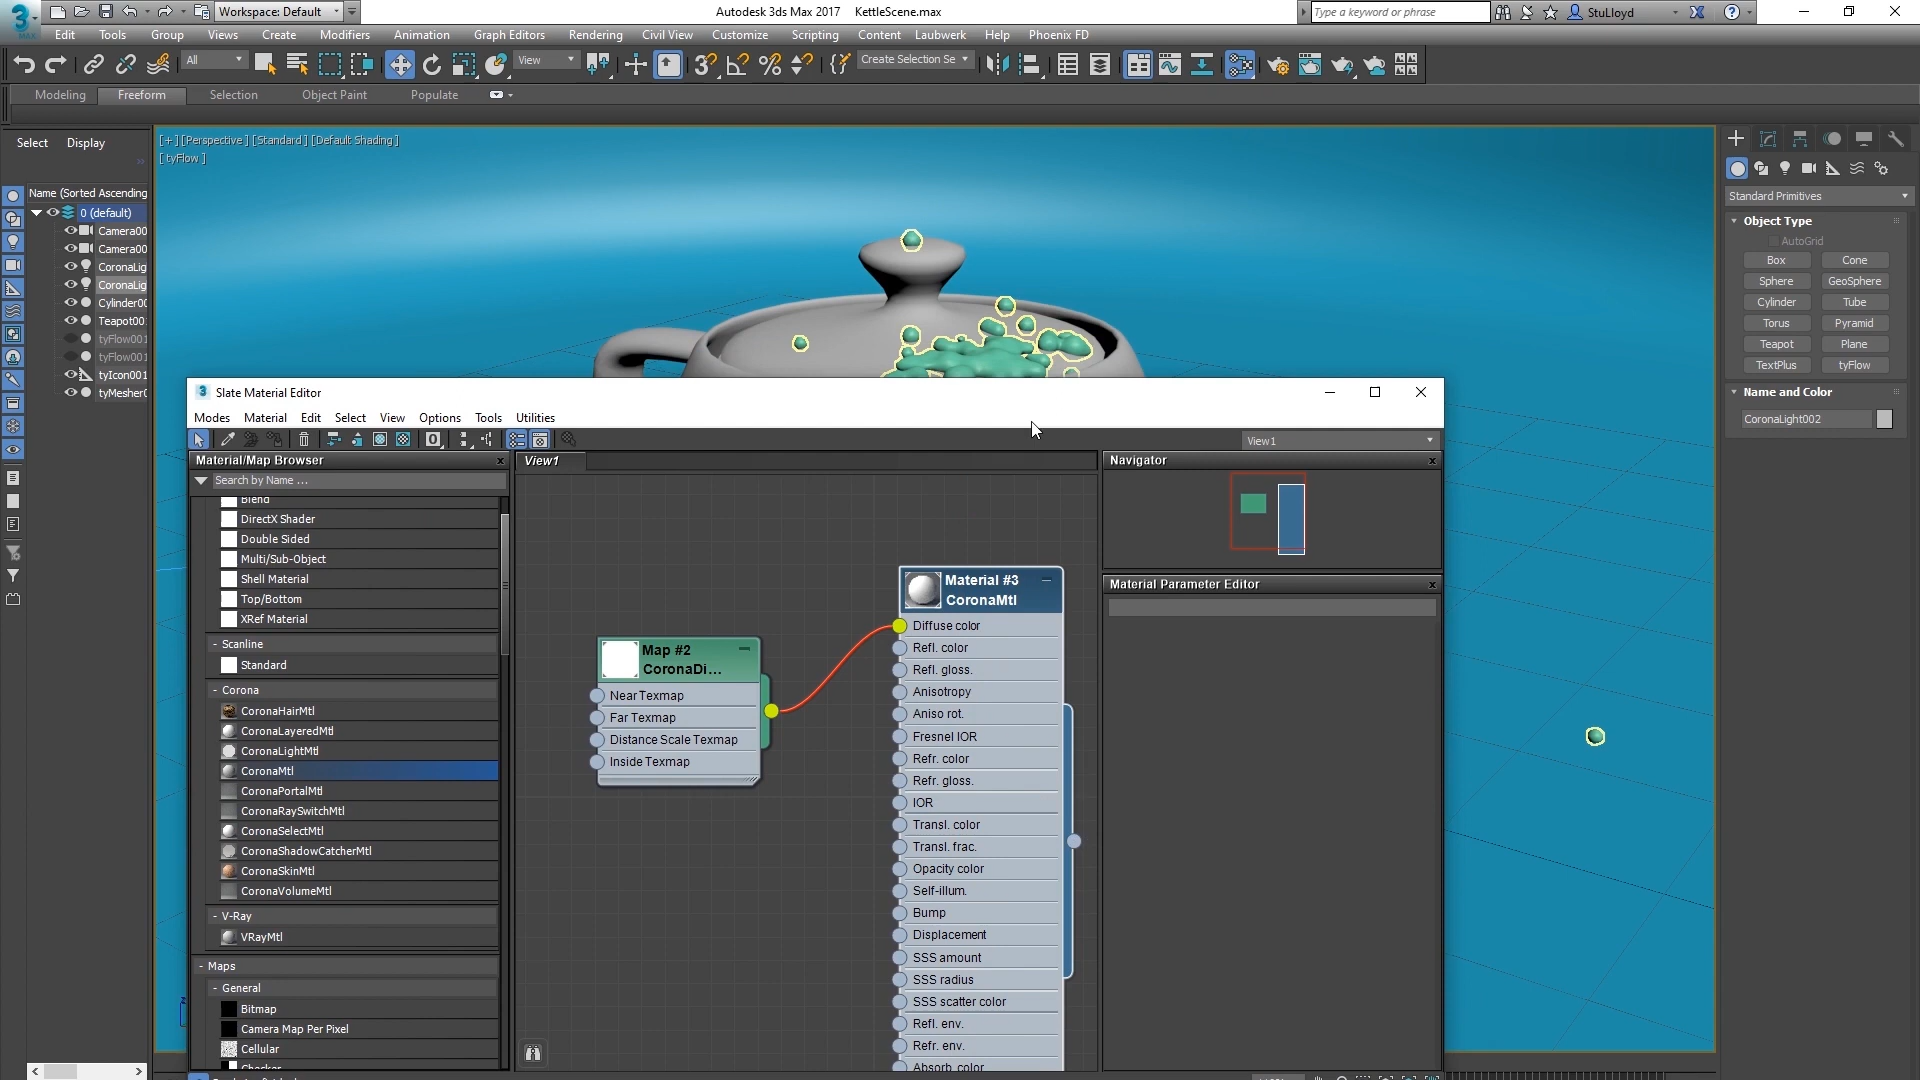 Workspace: Default
Autodesk 3ds Max 2017 KettleScene.max
Type a keyword or phrase
StuLloyd
MAX
Edit Tools Group Views Create Modifiers Animation Graph Editors Rendering Civil View Customize Scripting Content Laubwerk Help Phoenix FD
All
View
Create Selection Se
Modeling Freeform Selection Object Paint Populate
Select Display
[+] [Perspective] [Standard] [Default Shading]
[ tyFlow ]
Name (Sorted Ascending
0 (default)
Camera00
Camera00
CoronaLig
CoronaLig
Cylinder00
Teapot001
tyFlow001
tyFlow001
tyIcon001
tyMesher0
Standard Primitives
Object Type
AutoGrid
Box Cone
Sphere GeoSphere
Cylinder Tube
Torus Pyramid
Teapot Plane
TextPlus tyFlow
Name and Color
CoronaLight002
Slate Material Editor
Modes Material Edit Select View Options Tools Utilities
View1
Material/Map Browser
Search by Name ...
Blend
DirectX Shader
Double Sided
Multi/Sub-Object
Shell Material
Top/Bottom
XRef Material
- Scanline
Standard
- Corona
CoronaHairMtl
CoronaLayeredMtl
CoronaLightMtl
CoronaMtl
CoronaPortalMtl
CoronaRaySwitchMtl
CoronaSelectMtl
CoronaShadowCatcherMtl
CoronaSkinMtl
CoronaVolumeMtl
- V-Ray
VRayMtl
- Maps
- General
Bitmap
Camera Map Per Pixel
Cellular
Checker
View1
Map #2
CoronaDi...
Near Texmap
Far Texmap
Distance Scale Texmap
Inside Texmap
Material #3
CoronaMtl
Diffuse color
Refl. color
Refl. gloss.
Anisotropy
Aniso rot.
Fresnel IOR
Refr. color
Refr. gloss.
IOR
Transl. color
Transl. frac.
Opacity color
Self-illum.
Bump
Displacement
SSS amount
SSS radius
SSS scatter color
Refl. env.
Refr. env.
Absorb. color
Navigator
Material Parameter Editor